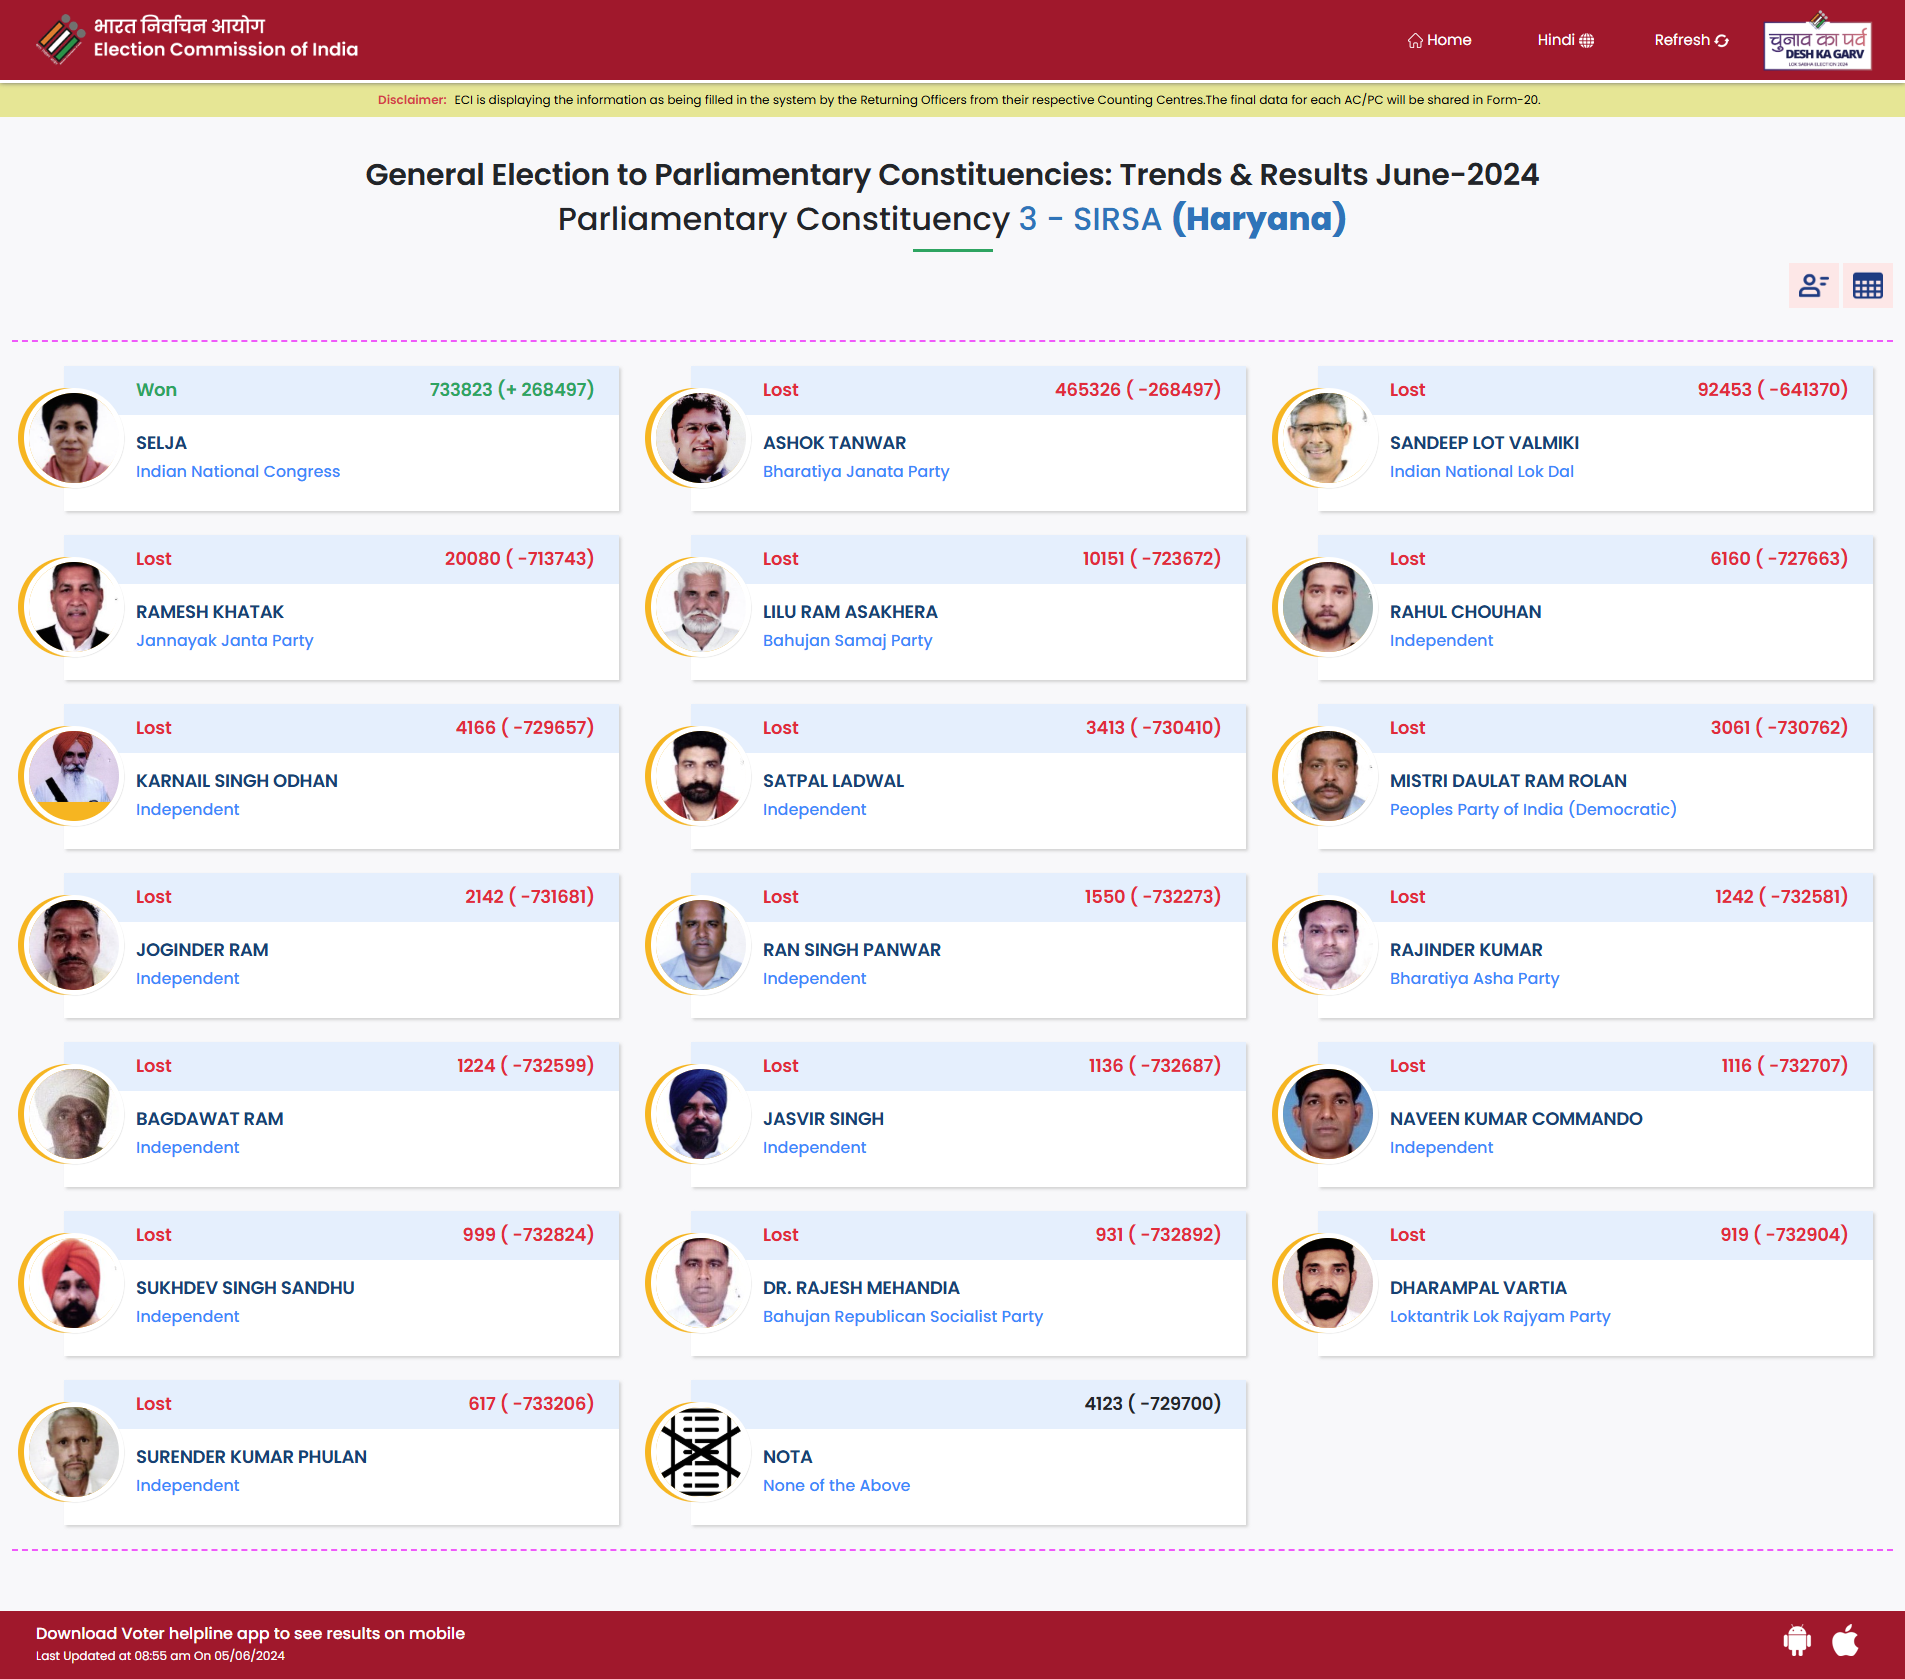 भारत निर्वाचन आयोग
Election Commission of India
Home
Hindi
Refresh
चुनाव का पर्व
DESH KA GARV
LOK SABHA ELECTION 2024
Disclaimer: ECI is displaying the information as being filled in the system by the Returning Officers from their respective Counting Centres.The final data for each AC/PC will be shared in Form-20.
General Election to Parliamentary Constituencies: Trends & Results June-2024
Parliamentary Constituency 3 - SIRSA (Haryana)
Won 733823 (+ 268497)
SELJA
Indian National Congress
Lost 465326 ( -268497)
ASHOK TANWAR
Bharatiya Janata Party
Lost 92453 ( -641370)
SANDEEP LOT VALMIKI
Indian National Lok Dal
Lost 20080 ( -713743)
RAMESH KHATAK
Jannayak Janta Party
Lost 10151 ( -723672)
LILU RAM ASAKHERA
Bahujan Samaj Party
Lost 6160 ( -727663)
RAHUL CHOUHAN
Independent
Lost 4166 ( -729657)
KARNAIL SINGH ODHAN
Independent
Lost 3413 ( -730410)
SATPAL LADWAL
Independent
Lost 3061 ( -730762)
MISTRI DAULAT RAM ROLAN
Peoples Party of India (Democratic)
Lost 2142 ( -731681)
JOGINDER RAM
Independent
Lost 1550 ( -732273)
RAN SINGH PANWAR
Independent
Lost 1242 ( -732581)
RAJINDER KUMAR
Bharatiya Asha Party
Lost 1224 ( -732599)
BAGDAWAT RAM
Independent
Lost 1136 ( -732687)
JASVIR SINGH
Independent
Lost 1116 ( -732707)
NAVEEN KUMAR COMMANDO
Independent
Lost 999 ( -732824)
SUKHDEV SINGH SANDHU
Independent
Lost 931 ( -732892)
DR. RAJESH MEHANDIA
Bahujan Republican Socialist Party
Lost 919 ( -732904)
DHARAMPAL VARTIA
Loktantrik Lok Rajyam Party
Lost 617 ( -733206)
SURENDER KUMAR PHULAN
Independent
4123 ( -729700)
NOTA
None of the Above
Download Voter helpline app to see results on mobile
Last Updated at 08:55 am On 05/06/2024